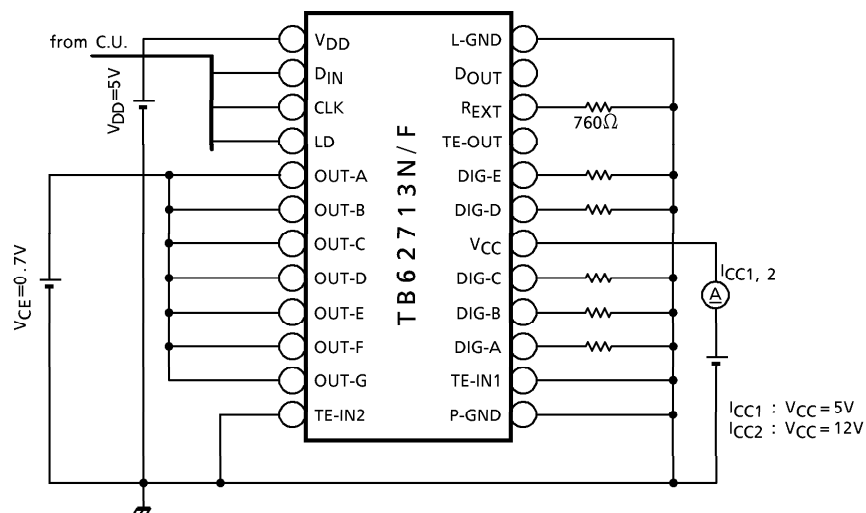 from C.U.
VDD=5V
VCE=0.7V
VDD
DIN
CLK
LD
OUT-A
OUT-B
OUT-C
OUT-D
OUT-E
OUT-F
OUT-G
TE-IN2
TB62713N/F
L-GND
DOUT
REXT
TE-OUT
DIG-E
DIG-D
VCC
DIG-C
DIG-B
DIG-A
TE-IN1
P-GND
760Ω
ICC1, 2
A
ICC1 : VCC=5V
ICC2 : VCC=12V